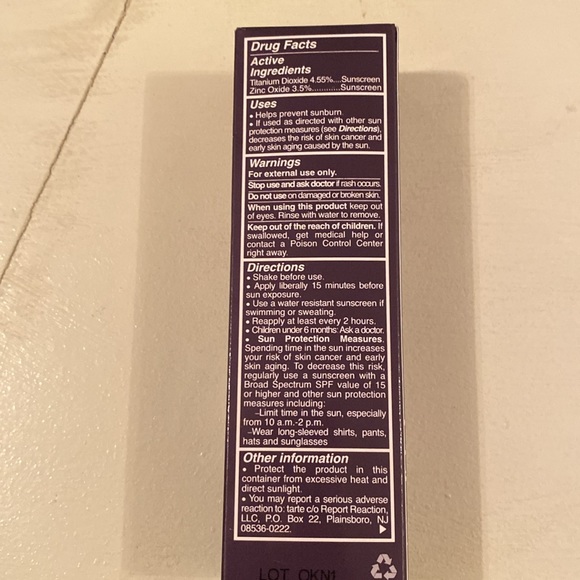 Drug Facts
Active
Ingredients
Titanium Dioxide 4.55%....Sunscreen
Zinc Oxide 3.5%............Sunscreen
Uses
• Helps prevent sunburn.
• If used as directed with other sun
protection measures (see Directions),
decreases the risk of skin cancer and
early skin aging caused by the sun.
Warnings
For external use only.
Stop use and ask doctor if rash occurs.
Do not use on damaged or broken skin.
When using this product keep out
of eyes. Rinse with water to remove.
Keep out of the reach of children. If
swallowed, get medical help or
contact a Poison Control Center
right away.
Directions
• Shake before use.
• Apply liberally 15 minutes before
sun exposure.
• Use a water resistant sunscreen if
swimming or sweating.
• Reapply at least every 2 hours.
• Children under 6 months: Ask a doctor.
• Sun Protection Measures.
Spending time in the sun increases
your risk of skin cancer and early
skin aging. To decrease this risk,
regularly use a sunscreen with a
Broad Spectrum SPF value of 15
or higher and other sun protection
measures including:
–Limit time in the sun, especially
from 10 a.m.-2 p.m.
–Wear long-sleeved shirts, pants,
hats and sunglasses
Other information
• Protect the product in this
container from excessive heat and
direct sunlight.
• You may report a serious adverse
reaction to: tarte c/o Report Reaction,
LLC, P.O. Box 22, Plainsboro, NJ
08536-0222.
LOT OKN1